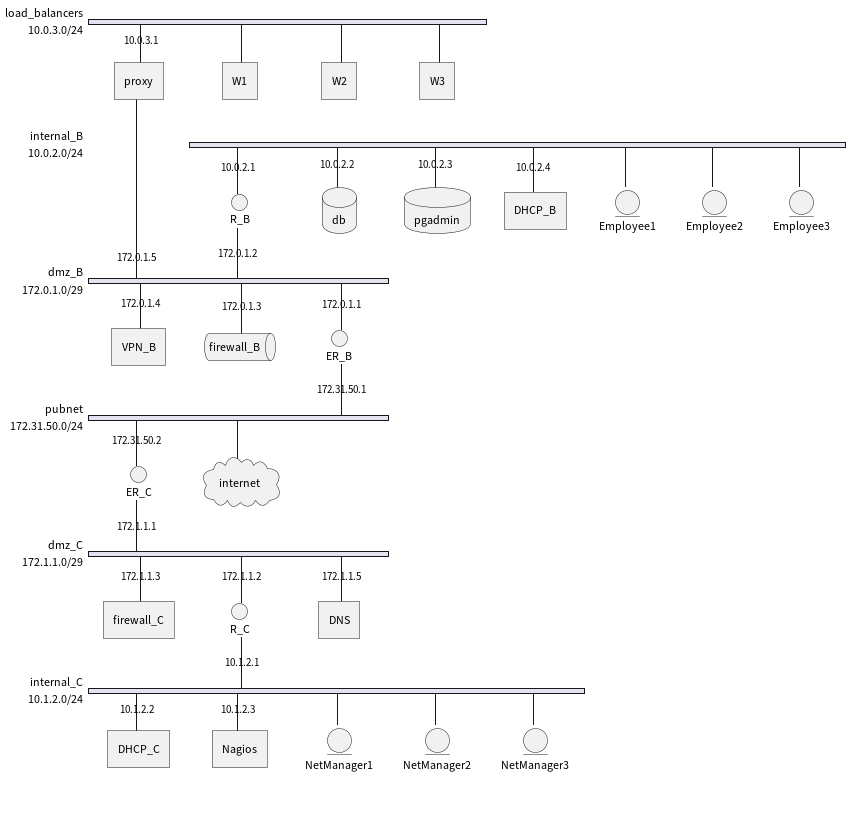 load_balancers
10.0.3.0/24
10.0.3.1
proxy
W1
W2
W3
internal_B
10.0.2.0/24
10.0.2.1
10.0.2.2
10.0.2.3
10.0.2.4
R_B
db
pgadmin
DHCP_B
Employee1
Employee2
Employee3
172.0.1.5
172.0.1.2
dmz_B
172.0.1.0/29
172.0.1.4
172.0.1.3
172.0.1.1
VPN_B
firewall_B
ER_B
172.31.50.1
pubnet
172.31.50.0/24
172.31.50.2
ER_C
internet
172.1.1.1
dmz_C
172.1.1.0/29
172.1.1.3
172.1.1.2
172.1.1.5
firewall_C
R_C
DNS
10.1.2.1
internal_C
10.1.2.0/24
10.1.2.2
10.1.2.3
DHCP_C
Nagios
NetManager1
NetManager2
NetManager3